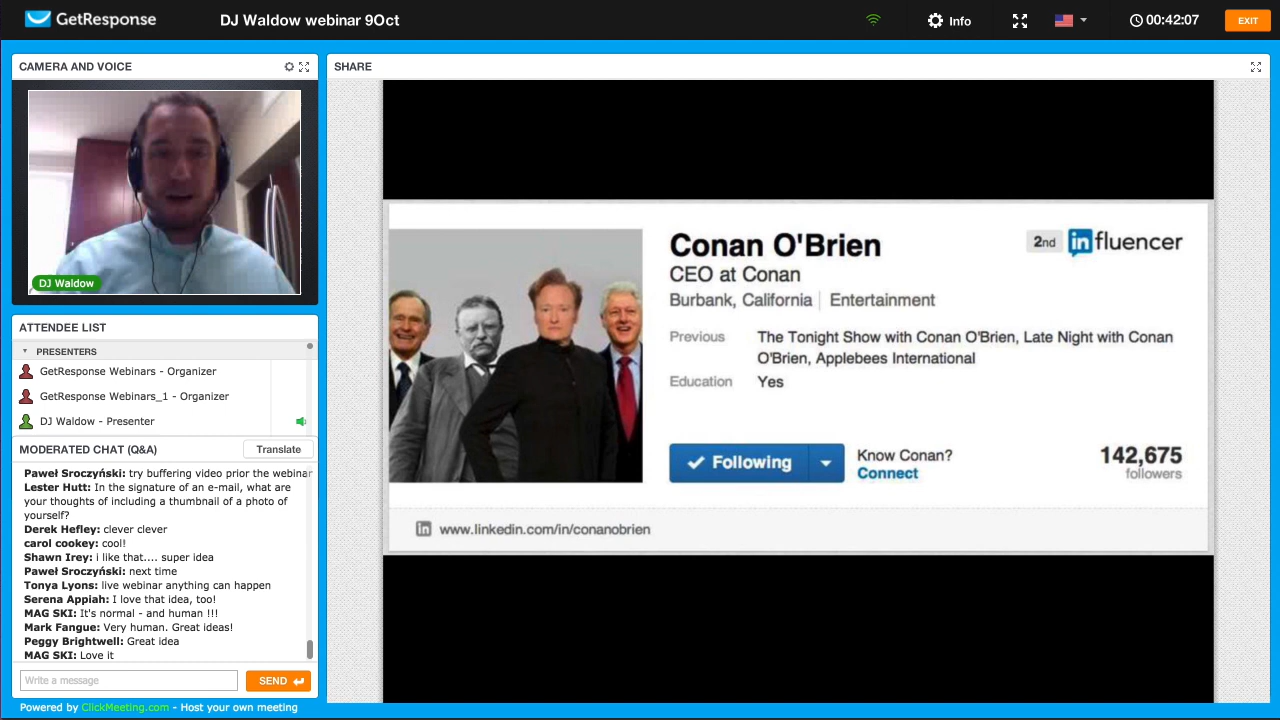 GetResponse
DJ Waldow webinar 9Oct
Info
00:42:07
EXIT
CAMERA AND VOICE
DJ Waldow
ATTENDEE LIST
PRESENTERS
GetResponse Webinars - Organizer
GetResponse Webinars_1 - Organizer
DJ Waldow - Presenter
MODERATED CHAT (Q&A)
Translate
Paweł Sroczyński: try buffering video prior the webinar
Lester Hutt: In the signature of an e-mail, what are
your thoughts of including a thumbnail of a photo of
yourself?
Derek Hefley: clever clever
carol cookey: cool!
Shawn Irey: i like that.... super idea
Paweł Sroczyński: next time
Tonya Lyons: live webinar anything can happen
Serena Appiah: I love that idea, too!
MAG SKI: It's normal - and human !!!
Mark Fangue: Very human. Great ideas!
Peggy Brightwell: Great idea
MAG SKI: Love it
Write a message
SEND
Powered by ClickMeeting.com - Host your own meeting
SHARE
Conan O'Brien
2nd
influencer
CEO at Conan
Burbank, California
Entertainment
Previous
The Tonight Show with Conan O'Brien, Late Night with Conan
O'Brien, Applebees International
Education
Yes
Following
Know Conan?
Connect
142,675
followers
in
www.linkedin.com/in/conanobrien